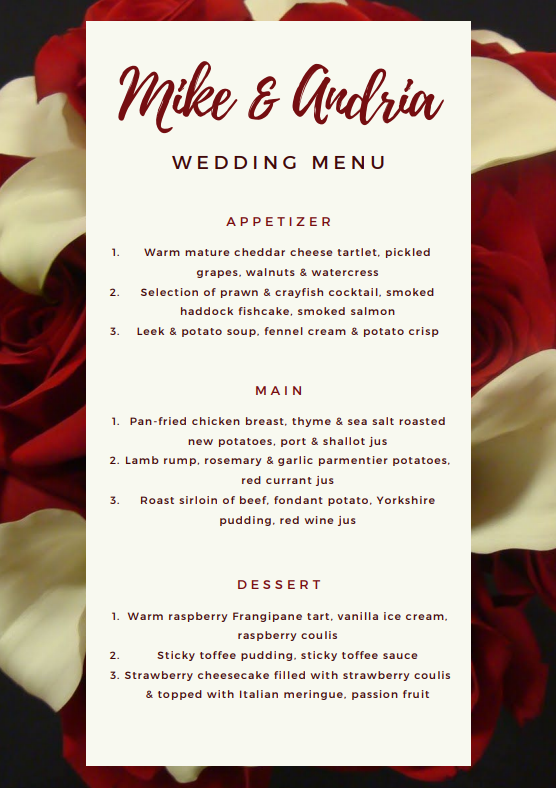 Mike & Andria
WEDDING MENU
APPETIZER
1. Warm mature cheddar cheese tartlet, pickled
grapes, walnuts & watercress
2. Selection of prawn & crayfish cocktail, smoked
haddock fishcake, smoked salmon
3. Leek & potato soup, fennel cream & potato crisp
MAIN
1. Pan-fried chicken breast, thyme & sea salt roasted
new potatoes, port & shallot jus
2. Lamb rump, rosemary & garlic parmentier potatoes,
red currant jus
3. Roast sirloin of beef, fondant potato, Yorkshire
pudding, red wine jus
DESSERT
1. Warm raspberry Frangipane tart, vanilla ice cream,
raspberry coulis
2. Sticky toffee pudding, sticky toffee sauce
3. Strawberry cheesecake filled with strawberry coulis
& topped with Italian meringue, passion fruit